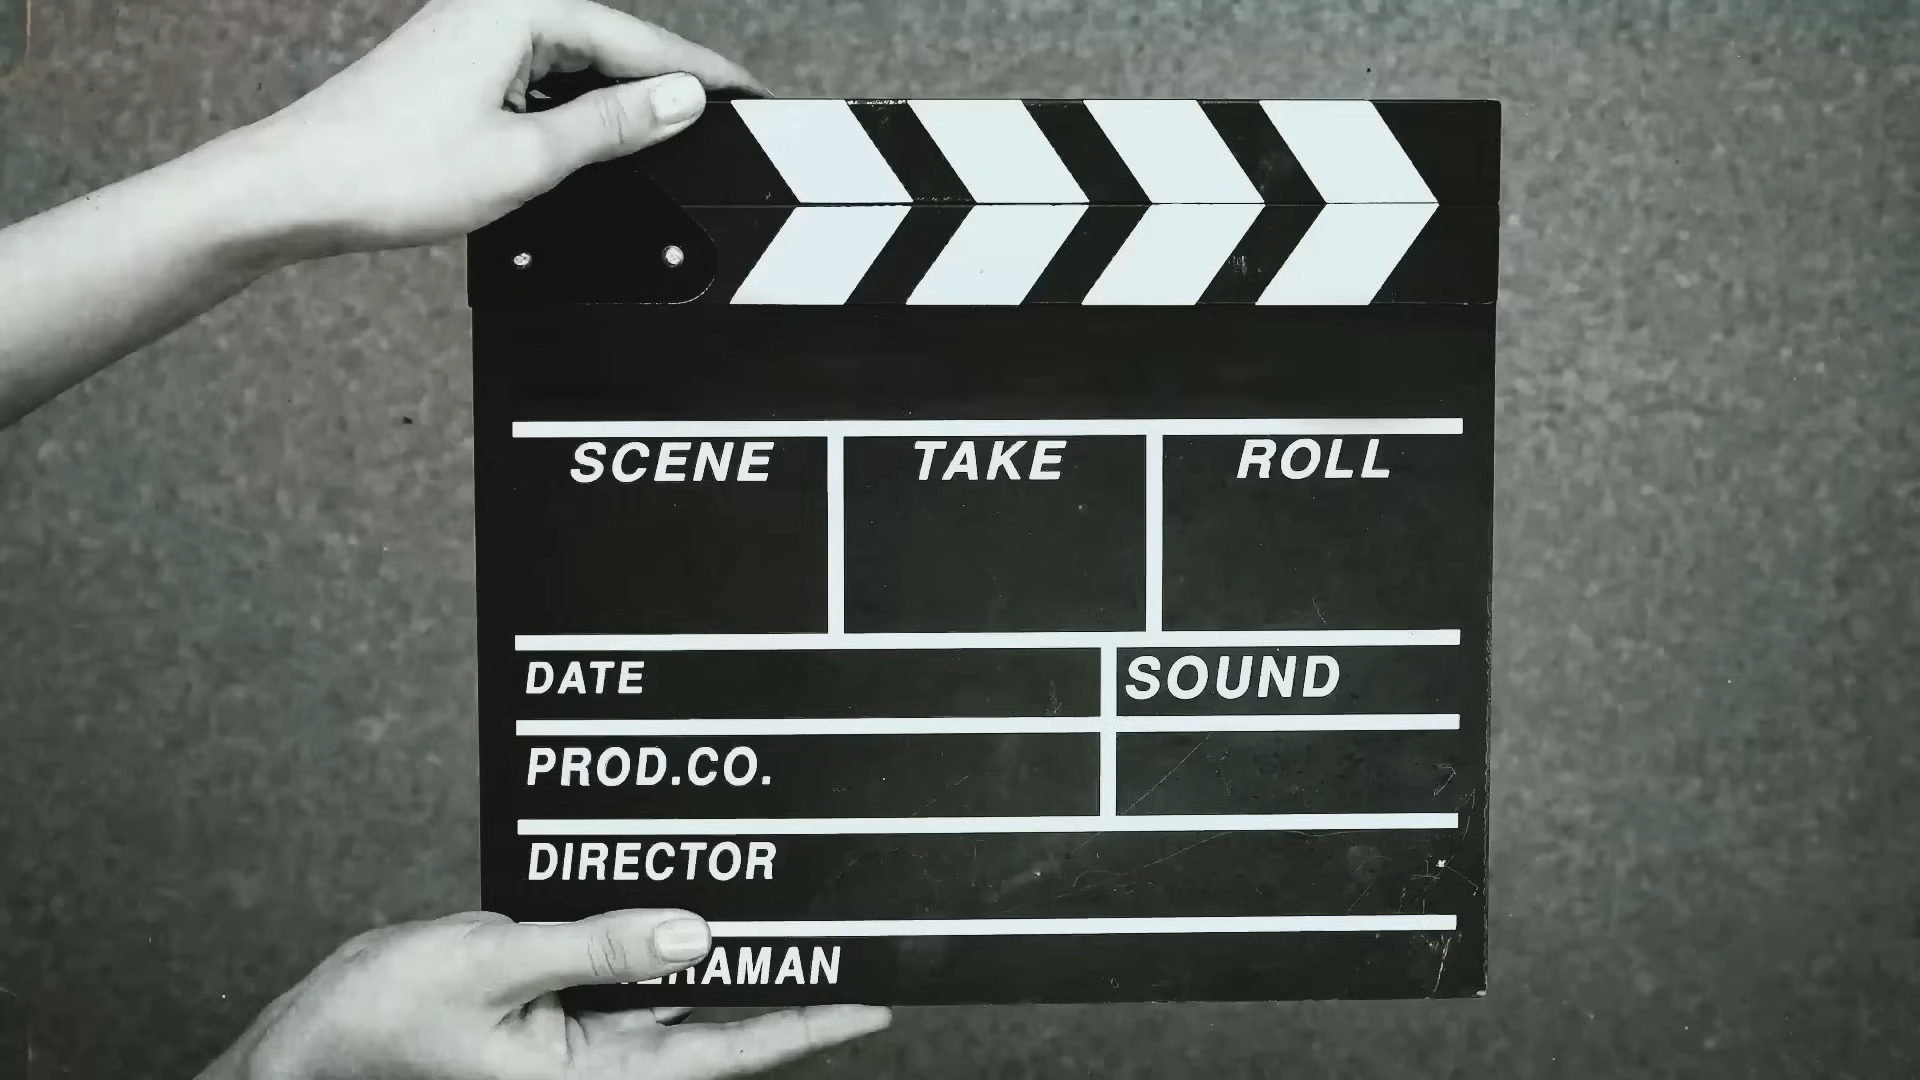 SCENE TAKE ROLL
DATE SOUND
PROD.CO.
DIRECTOR